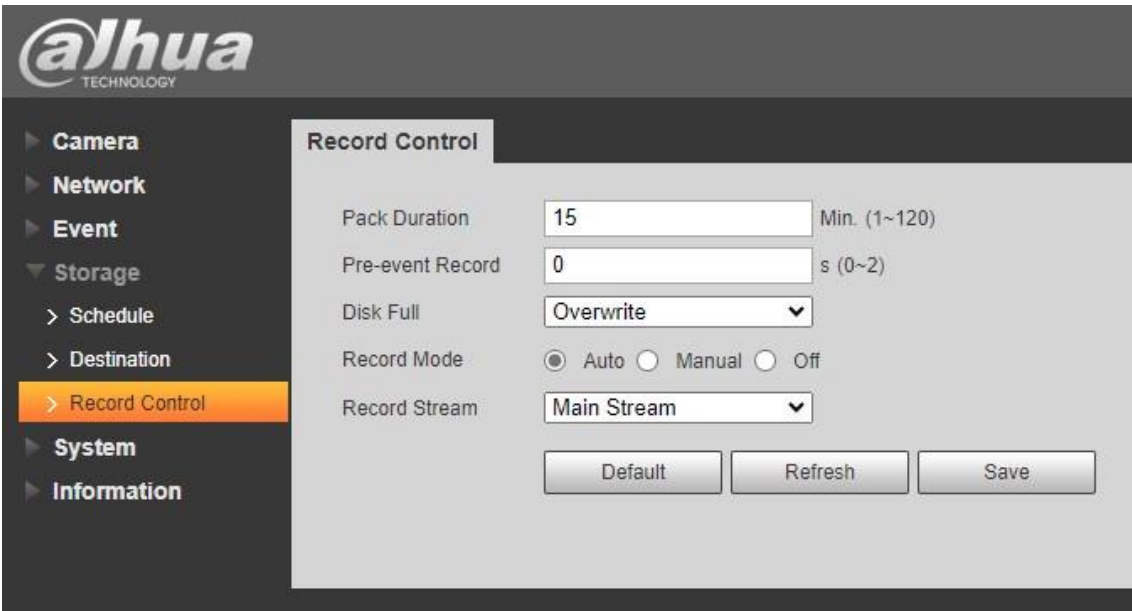 alhua
TECHNOLOGY
Camera
Network
Event
Storage
Schedule
Destination
Record Control
System
Information
Record Control
Pack Duration 15 Min. (1~120)
Pre-event Record 0 s (0~2)
Disk Full Overwrite
Record Mode Auto Manual Off
Record Stream Main Stream
Default Refresh Save